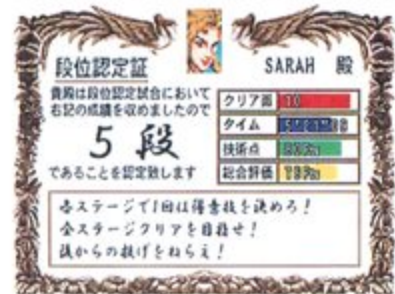 段位認定証
SARAH 殿
貴殿は段位認定試合において
右記の成績を収めましたので
5 段
であることを認定致します
クリア面 10
タイム
技術点
総合評価
各ステージで1回は得意技を決めろ!
全ステージクリアを目指せ!
後からの投げをねらえ!